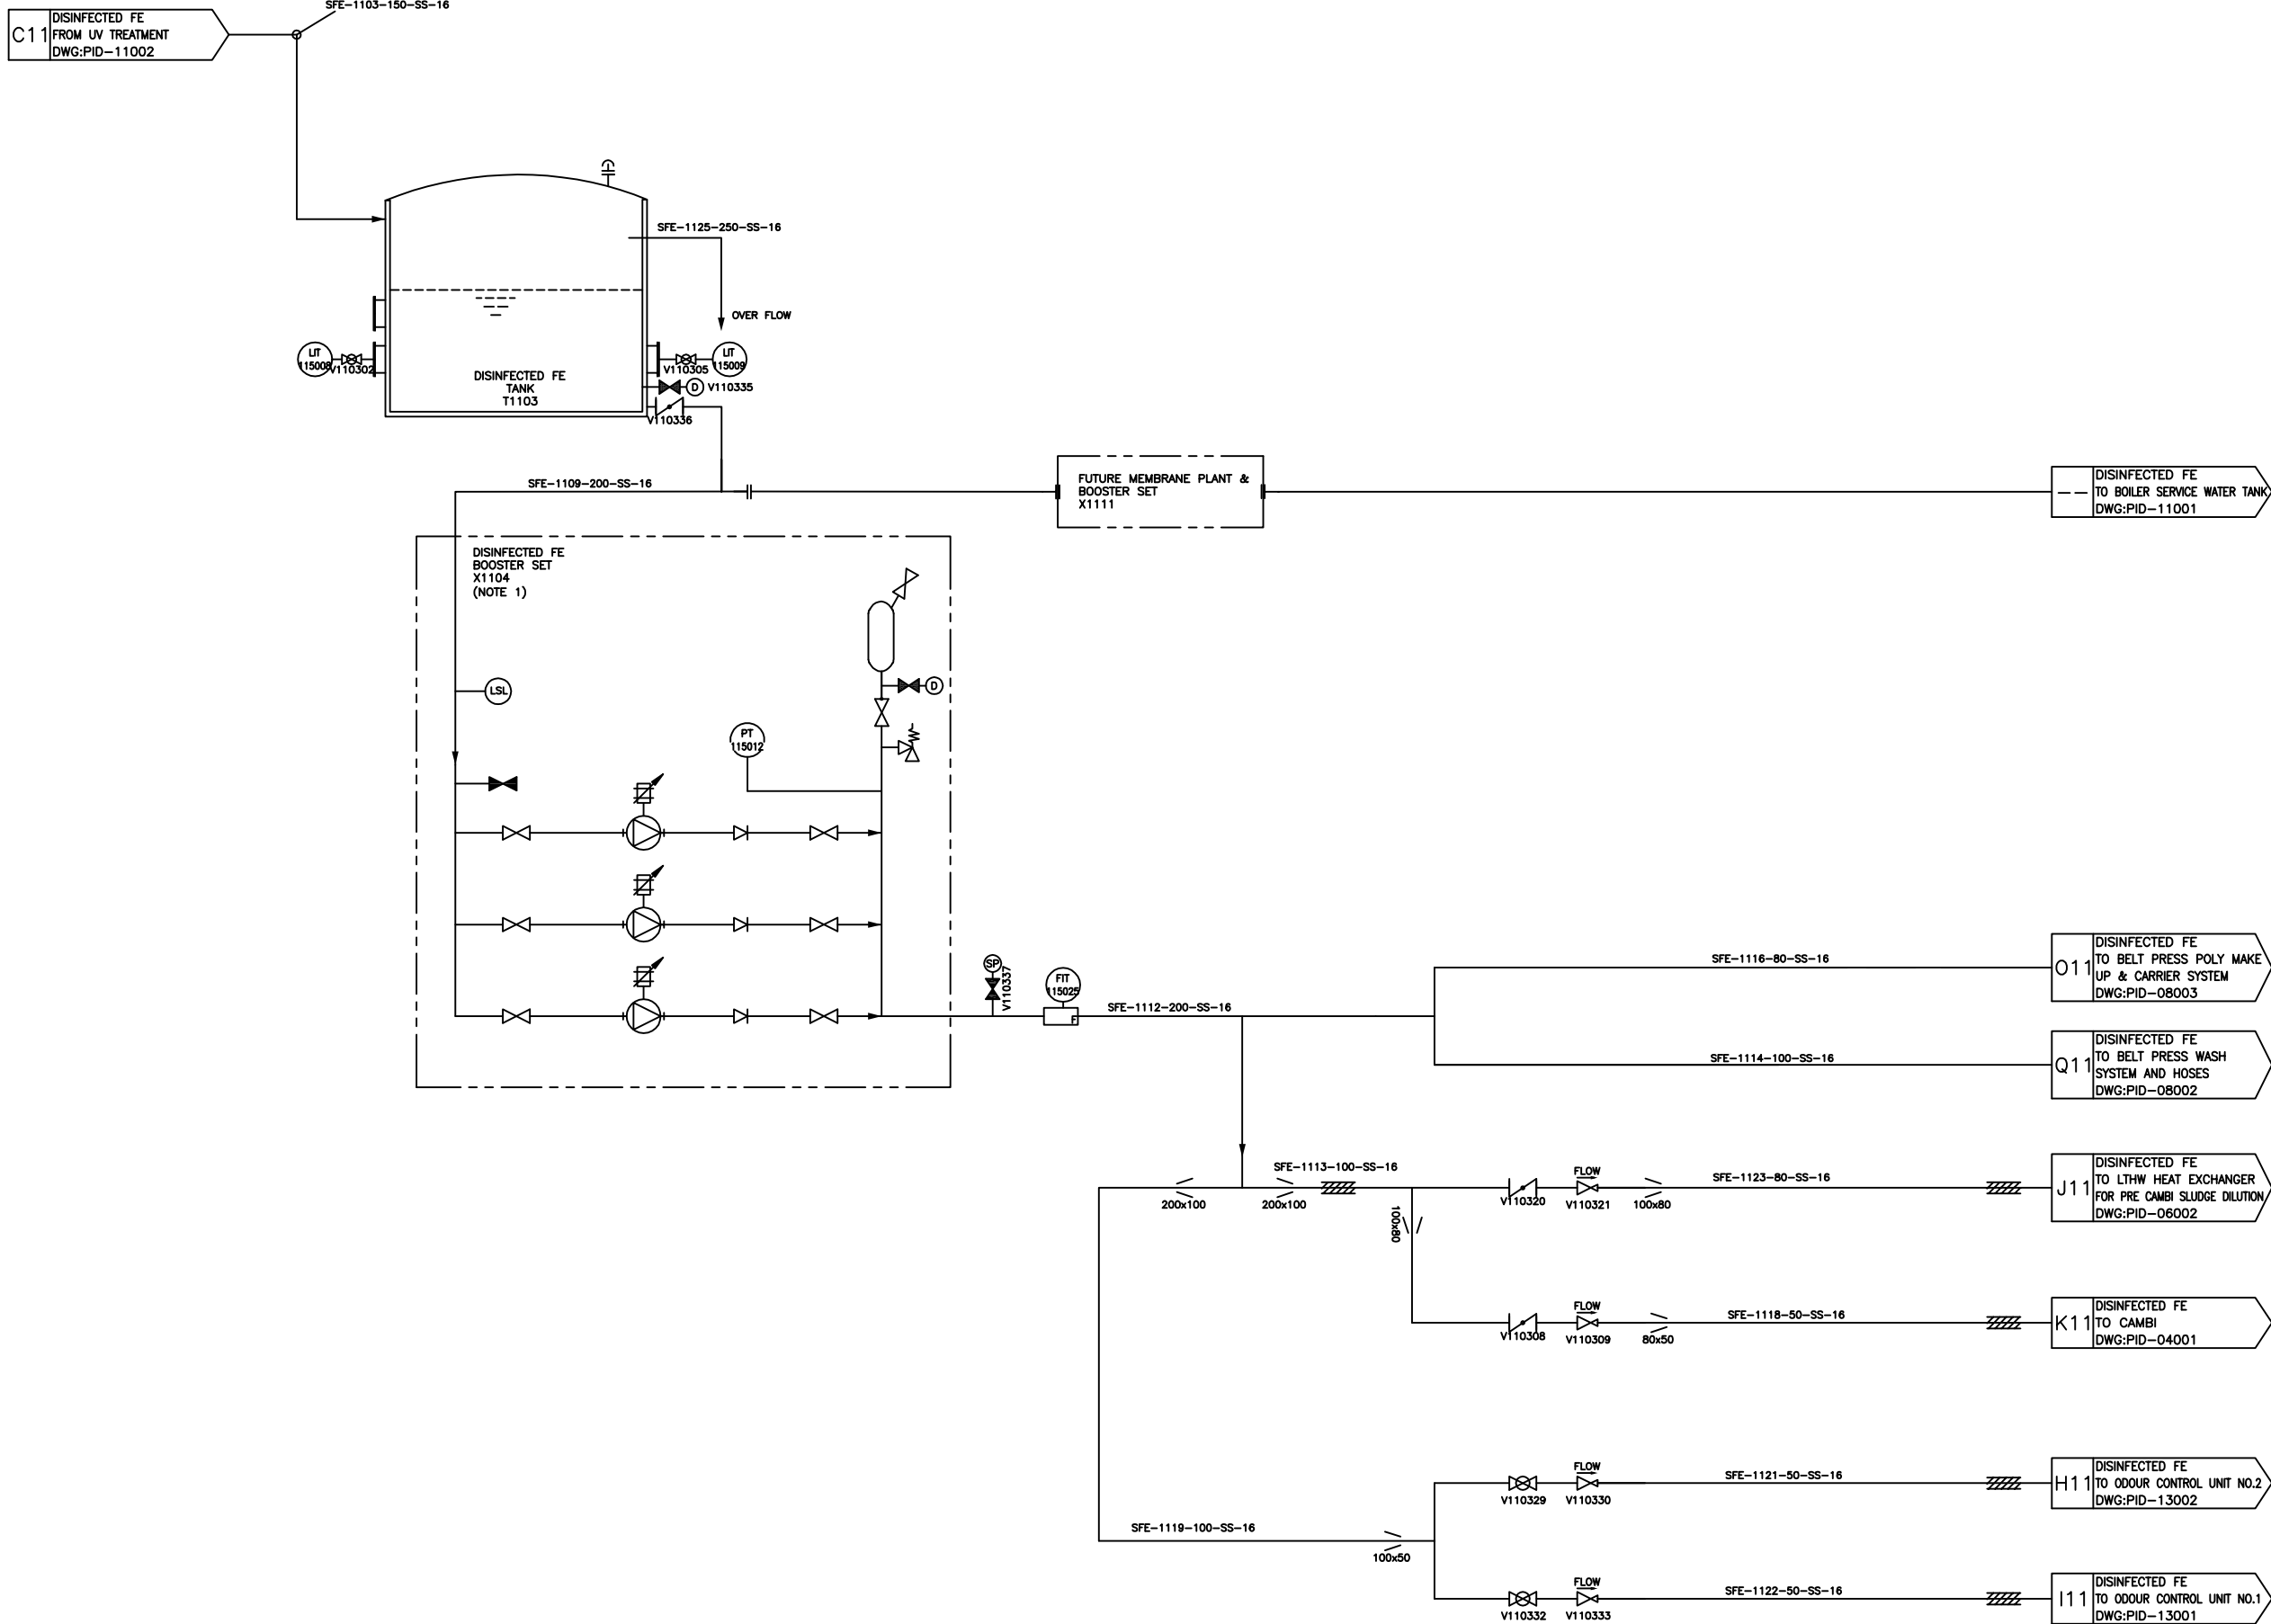 SFE-1103-150-SS-16
C11
DISINFECTED FE
FROM UV TREATMENT
DWG:PID-11002
SFE-1125-250-SS-16
OVER FLOW
LIT
115008
V110302
V110305
LIT
115009
DISINFECTED FE
TANK
T1103
D
V110335
V110336
SFE-1109-200-SS-16
FUTURE MEMBRANE PLANT &
BOOSTER SET
X1111
DISINFECTED FE
TO BOILER SERVICE WATER TANK
DWG:PID-11001
DISINFECTED FE
BOOSTER SET
X1104
(NOTE 1)
LSL
D
PT
115012
SP
V110337
FIT
115025
F
SFE-1112-200-SS-16
SFE-1116-80-SS-16
O11
DISINFECTED FE
TO BELT PRESS POLY MAKE
UP & CARRIER SYSTEM
DWG:PID-08003
SFE-1114-100-SS-16
Q11
DISINFECTED FE
TO BELT PRESS WASH
SYSTEM AND HOSES
DWG:PID-08002
200x100
SFE-1113-100-SS-16
200x100
100x80
V110320
FLOW
V110321
100x80
SFE-1123-80-SS-16
J11
DISINFECTED FE
TO LTHW HEAT EXCHANGER
FOR PRE CAMBI SLUDGE DILUTION
DWG:PID-06002
V110308
FLOW
V110309
80x50
SFE-1118-50-SS-16
K11
DISINFECTED FE
TO CAMBI
DWG:PID-04001
V110329
FLOW
V110330
SFE-1121-50-SS-16
H11
DISINFECTED FE
TO ODOUR CONTROL UNIT NO.2
DWG:PID-13002
SFE-1119-100-SS-16
100x50
V110332
FLOW
V110333
SFE-1122-50-SS-16
I11
DISINFECTED FE
TO ODOUR CONTROL UNIT NO.1
DWG:PID-13001